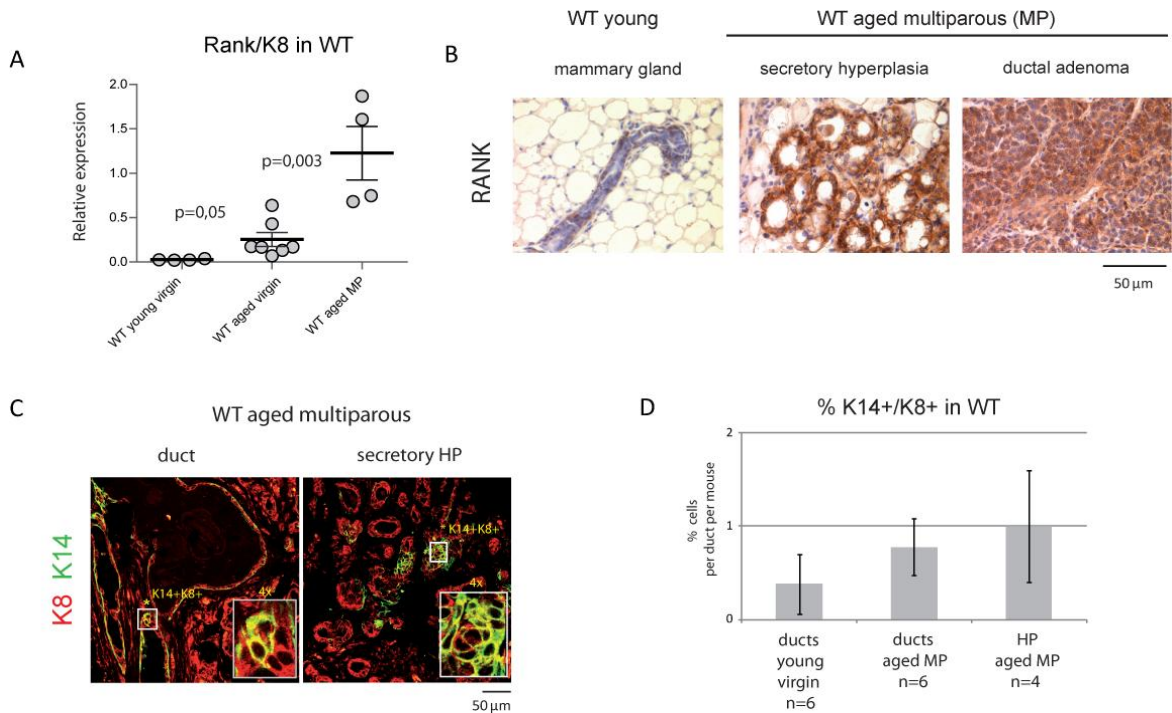 A
Rank/K8 in WT
Relative expression
2.0
1.5
1.0
0.5
0.0
p=0,05
p=0,003
WT young virgin
WT aged virgin
WT aged MP
B
WT young
WT aged multiparous (MP)
mammary gland
secretory hyperplasia
ductal adenoma
RANK
50 µm
C
WT aged multiparous
duct
secretory HP
K8 K14
K14+K8+
4x
K14+K8+
4x
50 µm
D
% K14+/K8+ in WT
% cells
per duct per mouse
2
1
0
ducts
young
virgin
n=6
ducts
aged MP
n=6
HP
aged MP
n=4